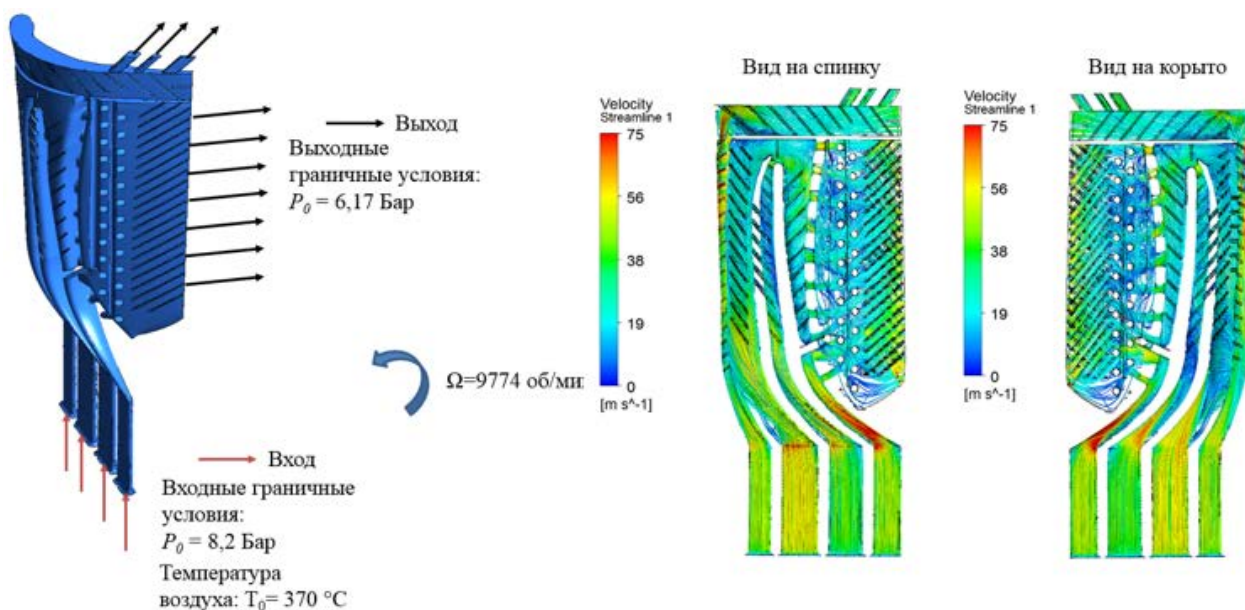 Выход
Выходные
граничные условия:
P₀ = 6,17 Бар
Ω=9774 об/ми
Вход
Входные граничные
условия:
P₀ = 8,2 Бар
Температура
воздуха: T₀= 370 °C
Вид на спинку
Velocity
Streamline 1
75
56
38
19
0
[m s^-1]
Вид на корыто
Velocity
Streamline 1
75
56
38
19
0
[m s^-1]